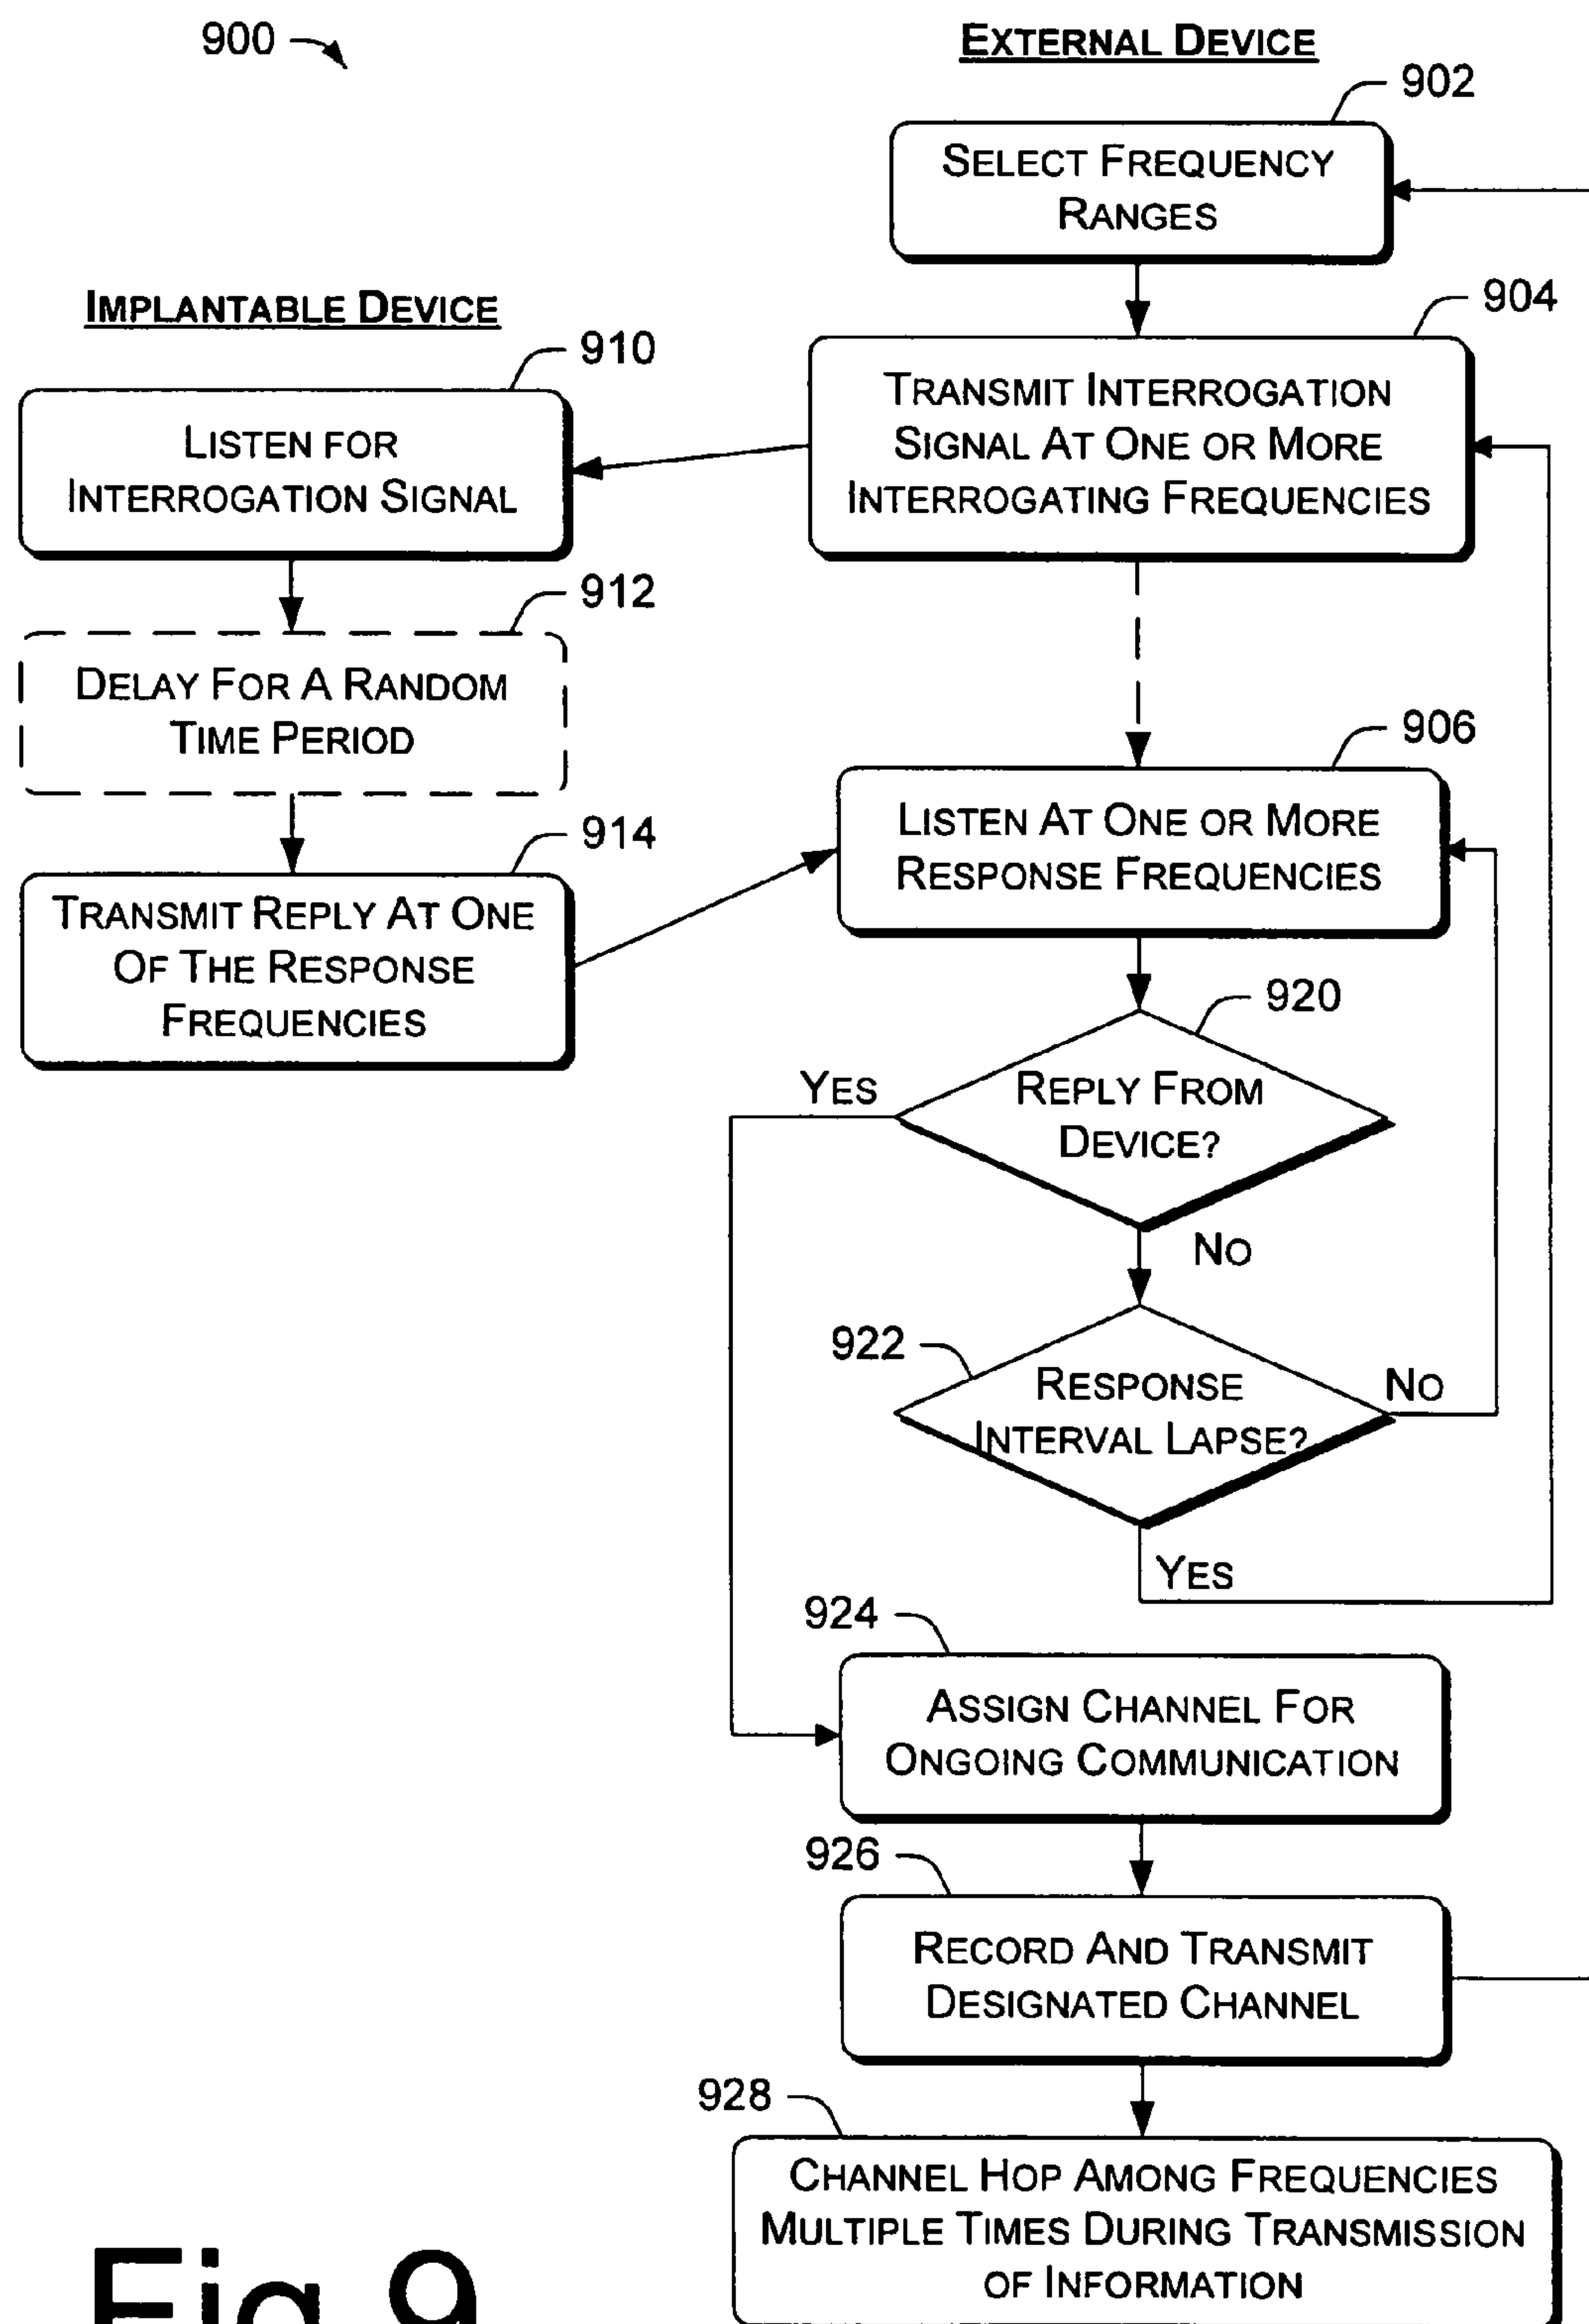 900
EXTERNAL DEVICE
902
SELECT FREQUENCY
RANGES
IMPLANTABLE DEVICE
904
910
TRANSMIT INTERROGATION
SIGNAL AT ONE OR MORE
INTERROGATING FREQUENCIES
LISTEN FOR
INTERROGATION SIGNAL
912
DELAY FOR A RANDOM
TIME PERIOD
906
LISTEN AT ONE OR MORE
RESPONSE FREQUENCIES
914
TRANSMIT REPLY AT ONE
OF THE RESPONSE
FREQUENCIES
920
YES
REPLY FROM
DEVICE?
NO
922
RESPONSE
INTERVAL LAPSE?
NO
YES
924
ASSIGN CHANNEL FOR
ONGOING COMMUNICATION
926
RECORD AND TRANSMIT
DESIGNATED CHANNEL
928
CHANNEL HOP AMONG FREQUENCIES
MULTIPLE TIMES DURING TRANSMISSION
OF INFORMATION
Fig 9